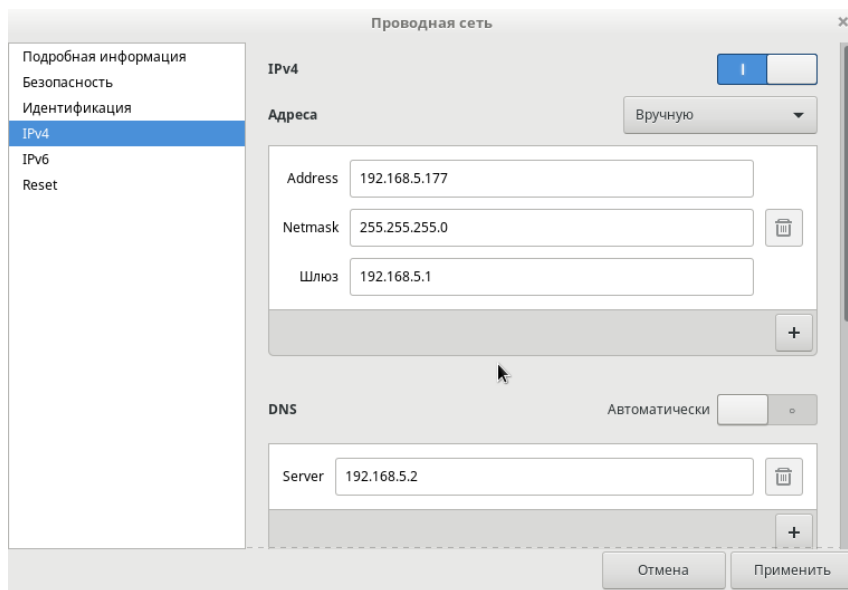 Проводная сеть
Подробная информация
Безопасность
Идентификация
IPv4
IPv6
Reset
IPv4
Адреса
Вручную
Address 192.168.5.177
Netmask 255.255.255.0
Шлюз 192.168.5.1
DNS
Автоматически
Server 192.168.5.2
Отмена
Применить